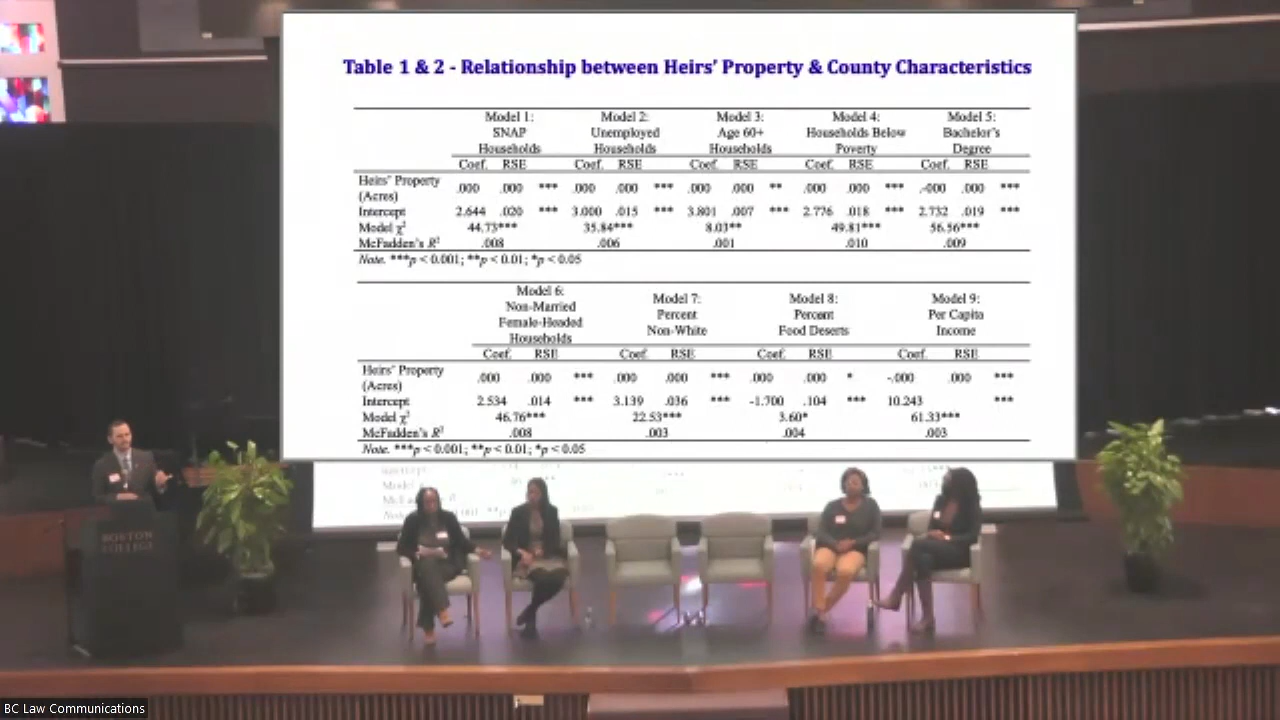 Table 1 & 2 - Relationship between Heirs' Property & County Characteristics
Model 1: Model 2: Model 3: Model 4: Model 5:
SNAP Unemployed Age 60+ Households Below Bachelor's
Households Households Households Poverty Degree
Coef. RSE Coef. RSE Coef. RSE Coef. RSE Coef. RSE
Heirs' Property
(Acres) .000 .000 *** .000 .000 *** .000 .000 ** .000 .000 *** -.000 .000 ***
Intercept 2.644 .020 *** 3.000 .015 *** 3.801 .007 *** 2.776 .018 *** 2.732 .019 ***
Model χ² 44.73*** 35.84*** 8.03** 49.81*** 56.56***
McFadden's R² .008 .006 .001 .010 .009
Note. ***p < 0.001; **p < 0.01; *p < 0.05
Model 6:
Non-Married Model 7: Model 8: Model 9:
Female-Headed Percent Percent Per Capita
Households Non-White Food Deserts Income
Coef. RSE Coef. RSE Coef. RSE Coef. RSE
Heirs' Property
(Acres) .000 .000 *** .000 .000 *** .000 .000 * -.000 .000 ***
Intercept 2.534 .014 *** 3.139 .036 *** -1.700 .104 *** 10.243 ***
Model χ² 46.76*** 22.53*** 3.60* 61.33***
McFadden's R² .008 .003 .004 .003
Note. ***p < 0.001; **p < 0.01; *p < 0.05
BOSTON
COLLEGE
BC Law Communications